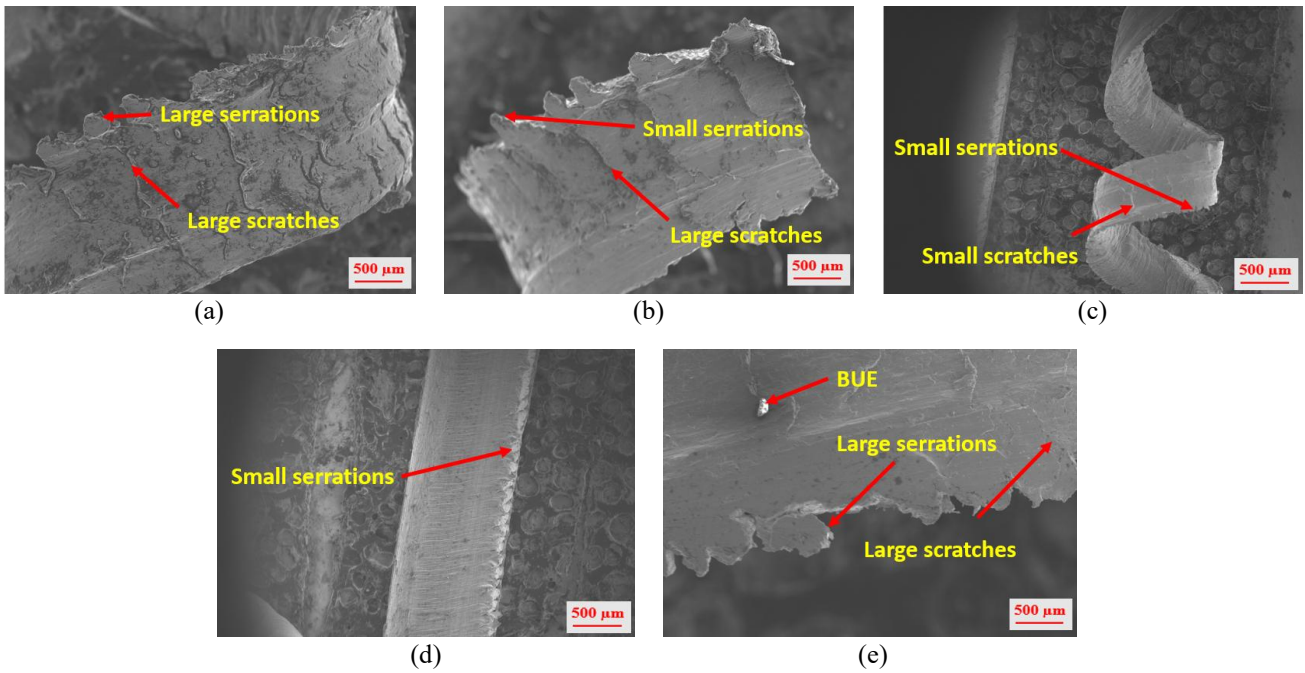 Large serrations
Large scratches
500 µm
(a)
Small serrations
Large scratches
500 µm
(b)
Small serrations
Small scratches
500 µm
(c)
Small serrations
500 µm
(d)
BUE
Large serrations
Large scratches
500 µm
(e)